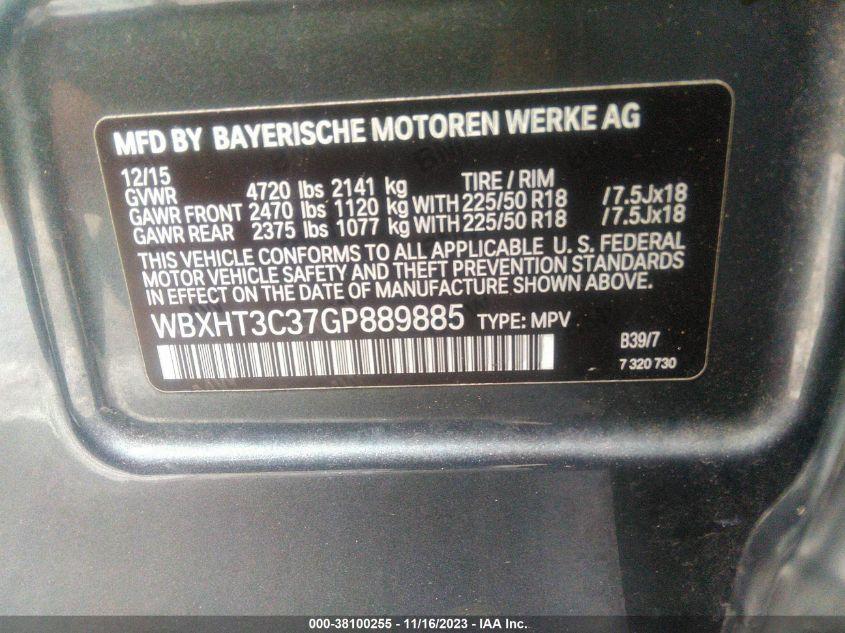 MFD BY BAYERISCHE MOTOREN WERKE AG
12/15 TIRE / RIM
GVWR 4720 lbs 2141 kg
GAWR FRONT 2470 lbs 1120 kg WITH 225/50 R18 /7.5Jx18
GAWR REAR 2375 lbs 1077 kg WITH 225/50 R18 /7.5Jx18
THIS VEHICLE CONFORMS TO ALL APPLICABLE U. S. FEDERAL
MOTOR VEHICLE SAFETY AND THEFT PREVENTION STANDARDS
IN EFFECT ON THE DATE OF MANUFACTURE SHOWN ABOVE.
WBXHT3C37GP889885 TYPE: MPV B39/7
7 320 730
000-38100255 - 11/16/2023 - IAA Inc.